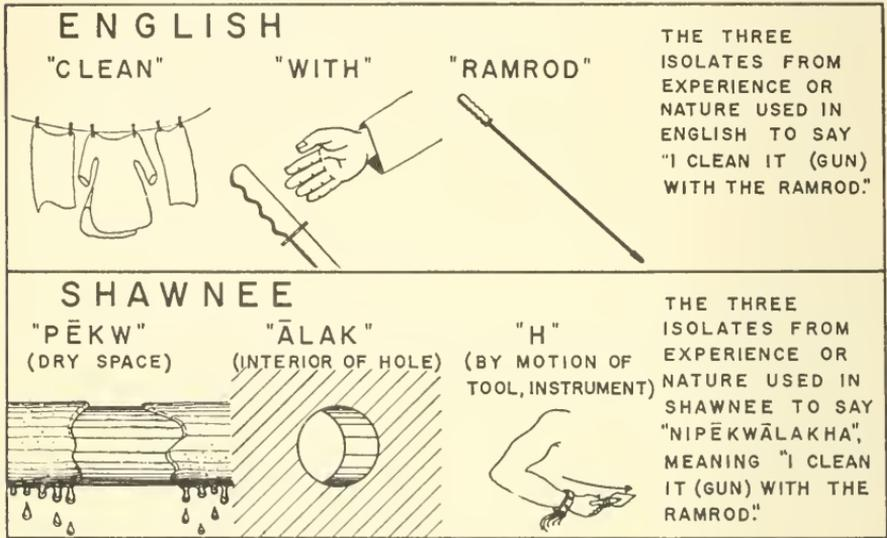 ENGLISH
"CLEAN" "WITH" "RAMROD"
THE THREE
ISOLATES FROM
EXPERIENCE OR
NATURE USED IN
ENGLISH TO SAY
"I CLEAN IT (GUN)
WITH THE RAMROD."
SHAWNEE
"PĒKW" "ĀLAK" "H"
(DRY SPACE) (INTERIOR OF HOLE) (BY MOTION OF
TOOL, INSTRUMENT)
THE THREE
ISOLATES FROM
EXPERIENCE OR
NATURE USED IN
SHAWNEE TO SAY
"NIPĒKWĀLAKHA",
MEANING "I CLEAN
IT (GUN) WITH THE
RAMROD."